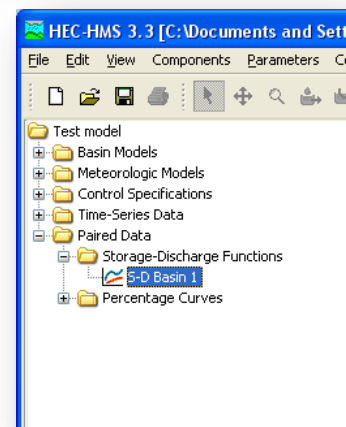 HEC-HMS 3.3 [C:\Documents and Sett
File Edit View Components Parameters Co
Test model
Basin Models
Meteorologic Models
Control Specifications
Time-Series Data
Paired Data
Storage-Discharge Functions
S-D Basin 1
Percentage Curves